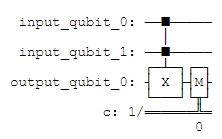 input_qubit_0:
input_qubit_1:
output_qubit_0: X M
c: 1/
0